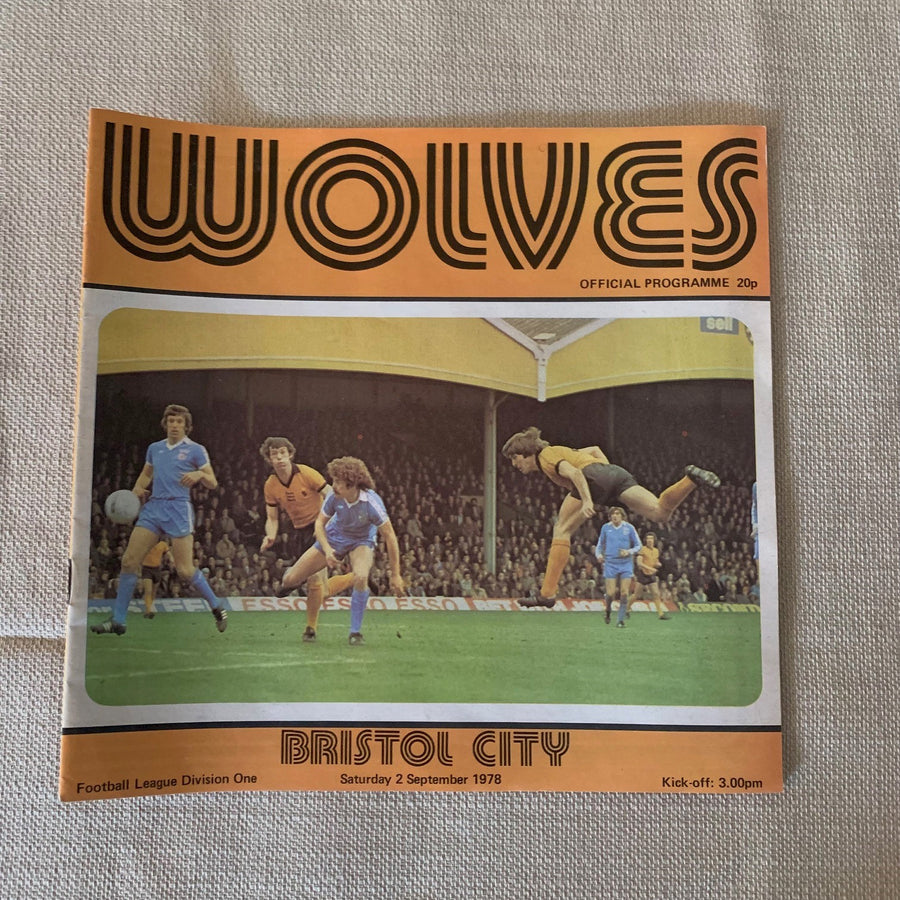 WOLVES
OFFICIAL PROGRAMME 20p
sell
ESSO ESSO ESSO
BRISTOL CITY
Football League Division One
Saturday 2 September 1978
Kick-off: 3.00pm